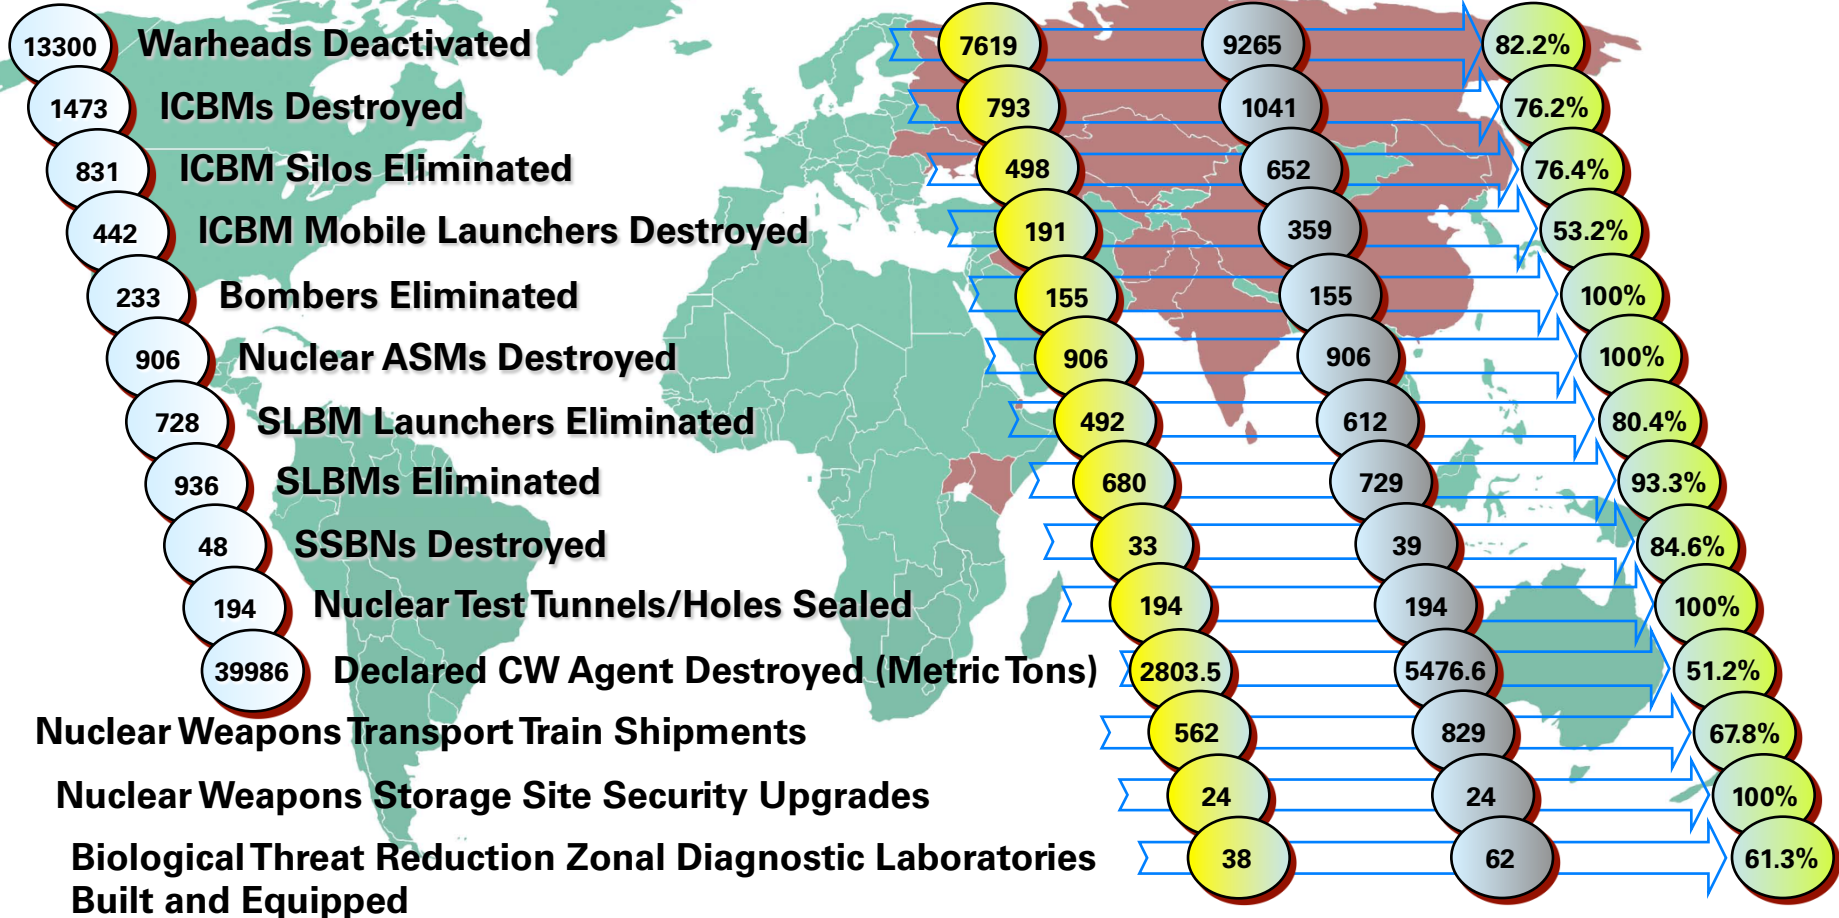 13300 Warheads Deactivated 7619 9265 82.2%
1473 ICBMs Destroyed 793 1041 76.2%
831 ICBM Silos Eliminated 498 652 76.4%
442 ICBM Mobile Launchers Destroyed 191 359 53.2%
233 Bombers Eliminated 155 155 100%
906 Nuclear ASMs Destroyed 906 906 100%
728 SLBM Launchers Eliminated 492 612 80.4%
936 SLBMs Eliminated 680 729 93.3%
48 SSBNs Destroyed 33 39 84.6%
194 Nuclear Test Tunnels/Holes Sealed 194 194 100%
39986 Declared CW Agent Destroyed (Metric Tons) 2803.5 5476.6 51.2%
Nuclear Weapons Transport Train Shipments 562 829 67.8%
Nuclear Weapons Storage Site Security Upgrades 24 24 100%
Biological Threat Reduction Zonal Diagnostic Laboratories 38 62 61.3%
Built and Equipped